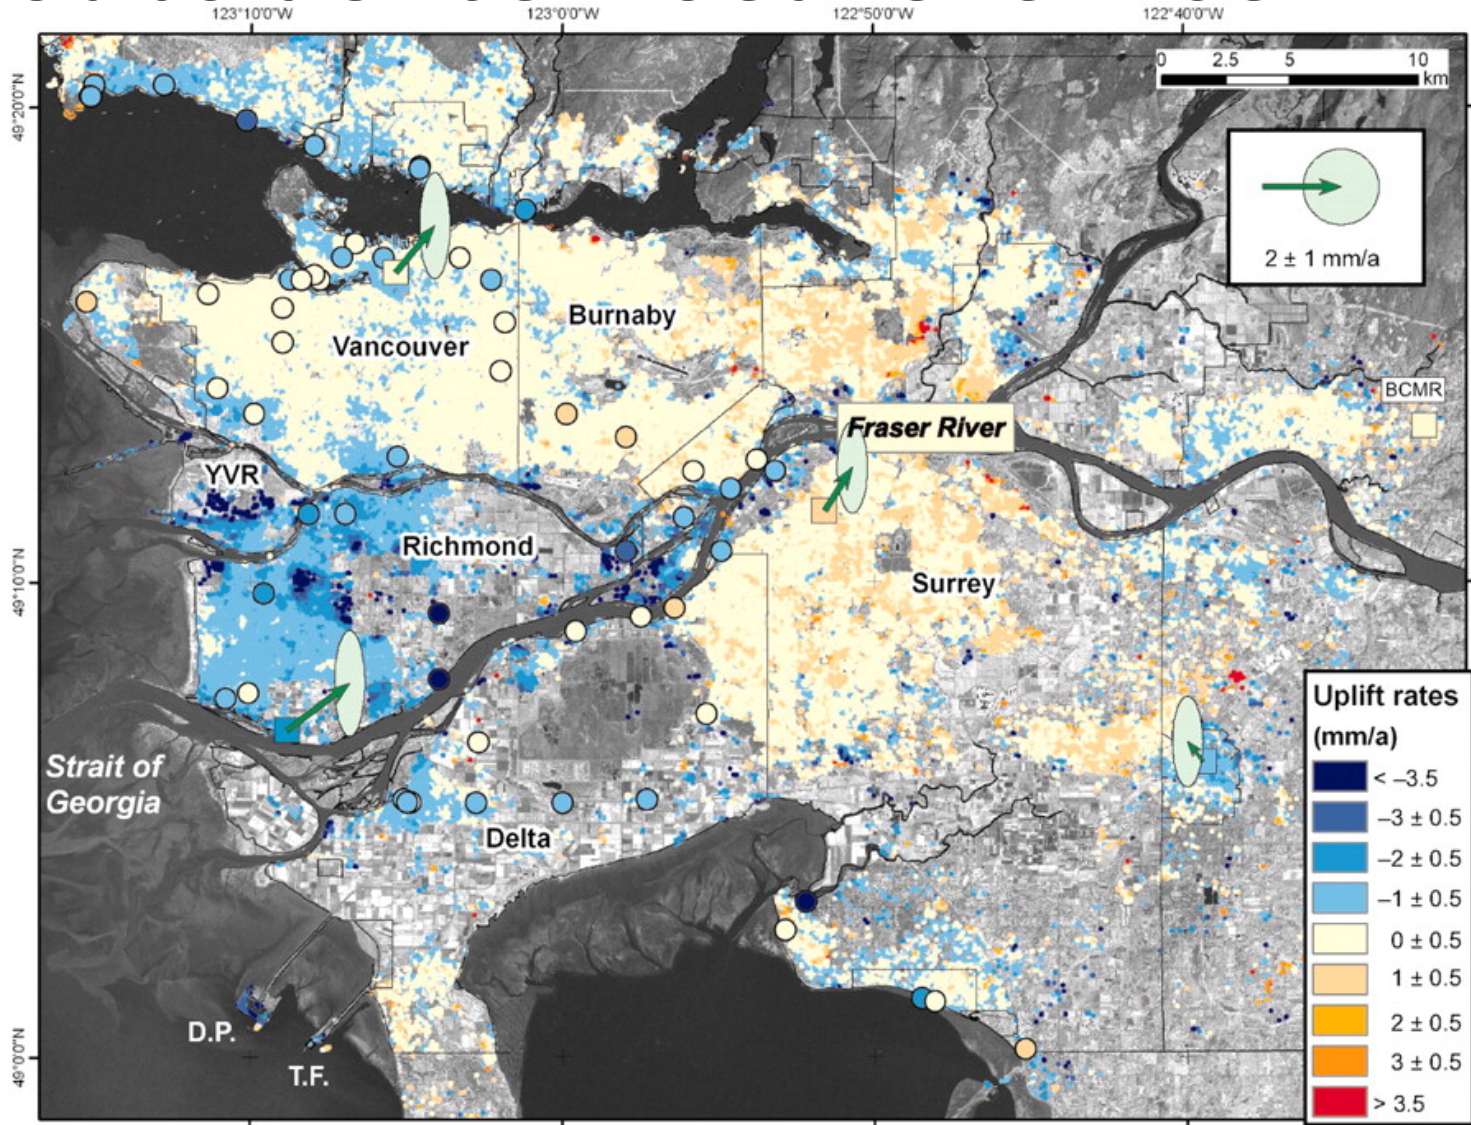 123°10'0"W
123°0'0"W
122°50'0"W
122°40'0"W
49°20'0"N
0 2.5 5 10
km
2 ± 1 mm/a
Burnaby
Vancouver
BCMR
Fraser River
YVR
Richmond
49°10'0"N
Surrey
Strait of
Georgia
Delta
D.P.
T.F.
49°0'0"N
Uplift rates
(mm/a)
< –3.5
–3 ± 0.5
–2 ± 0.5
–1 ± 0.5
0 ± 0.5
1 ± 0.5
2 ± 0.5
3 ± 0.5
> 3.5